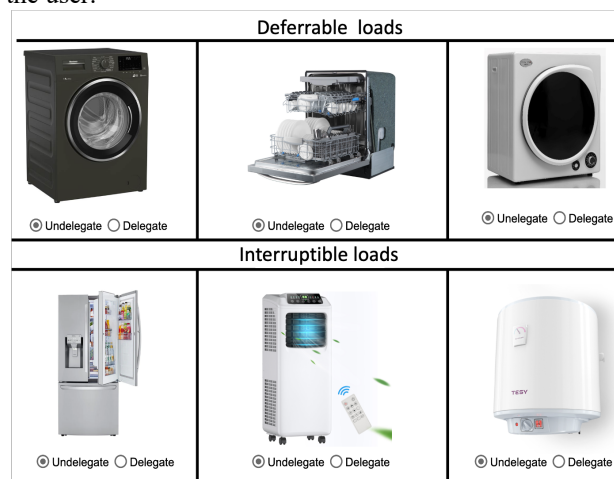 the user.
Deferrable loads
Undelegate Delegate Undelegate Delegate Unelegate Delegate
Interruptible loads
TESY
Undelegate Delegate Undelegate Delegate Undelegate Delegate